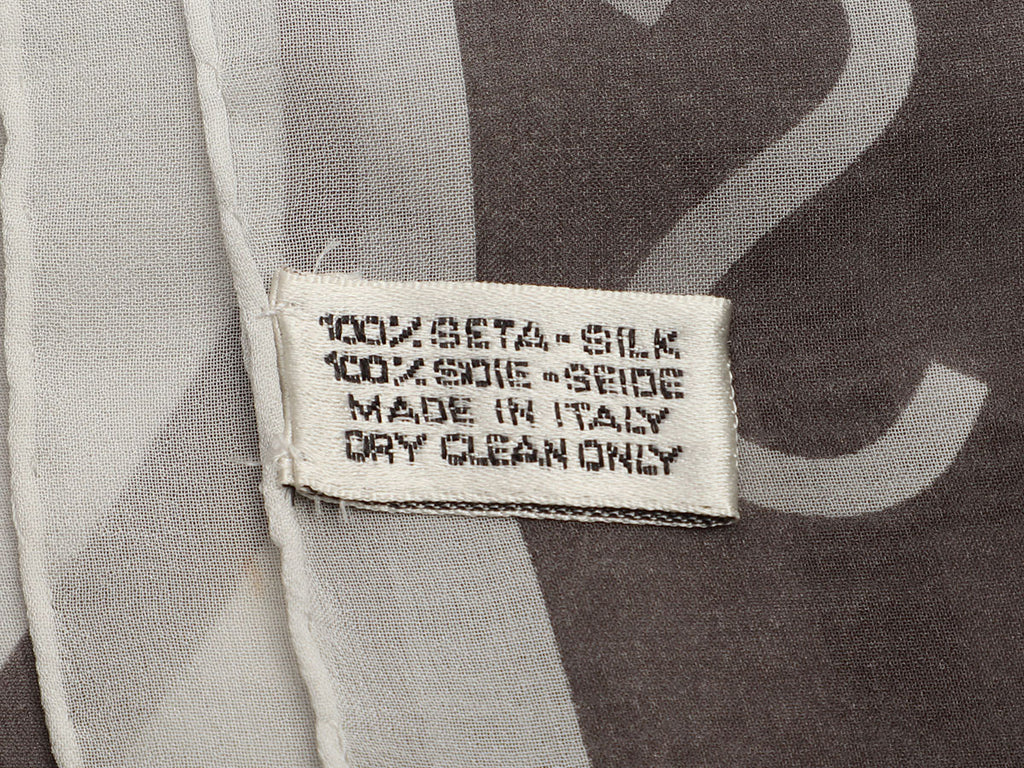 100% SETA - SILK
100% SOIE - SEIDE
MADE IN ITALY
DRY CLEAN ONLY